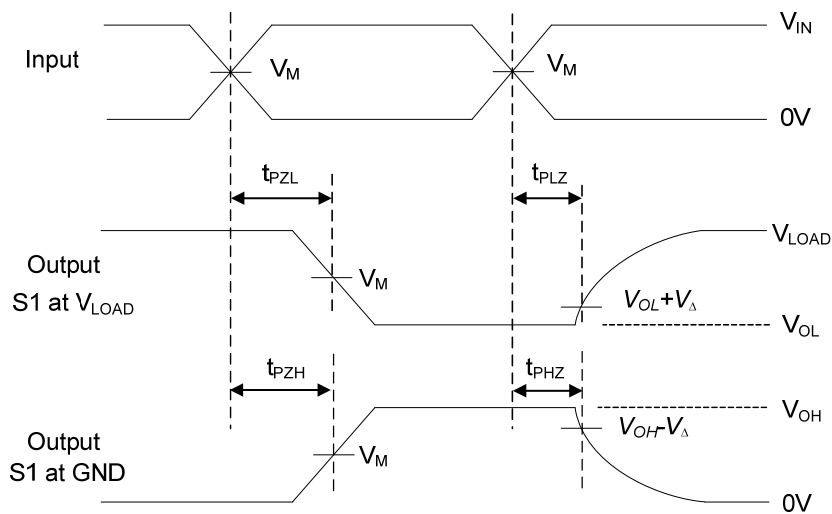 V_IN
Input
V_M
V_M
0V
t_PZL
t_PLZ
V_LOAD
Output
S1 at V_LOAD
V_M
V_OL+V_Δ
V_OL
t_PZH
t_PHZ
V_OH
Output
S1 at GND
V_OH-V_Δ
V_M
0V